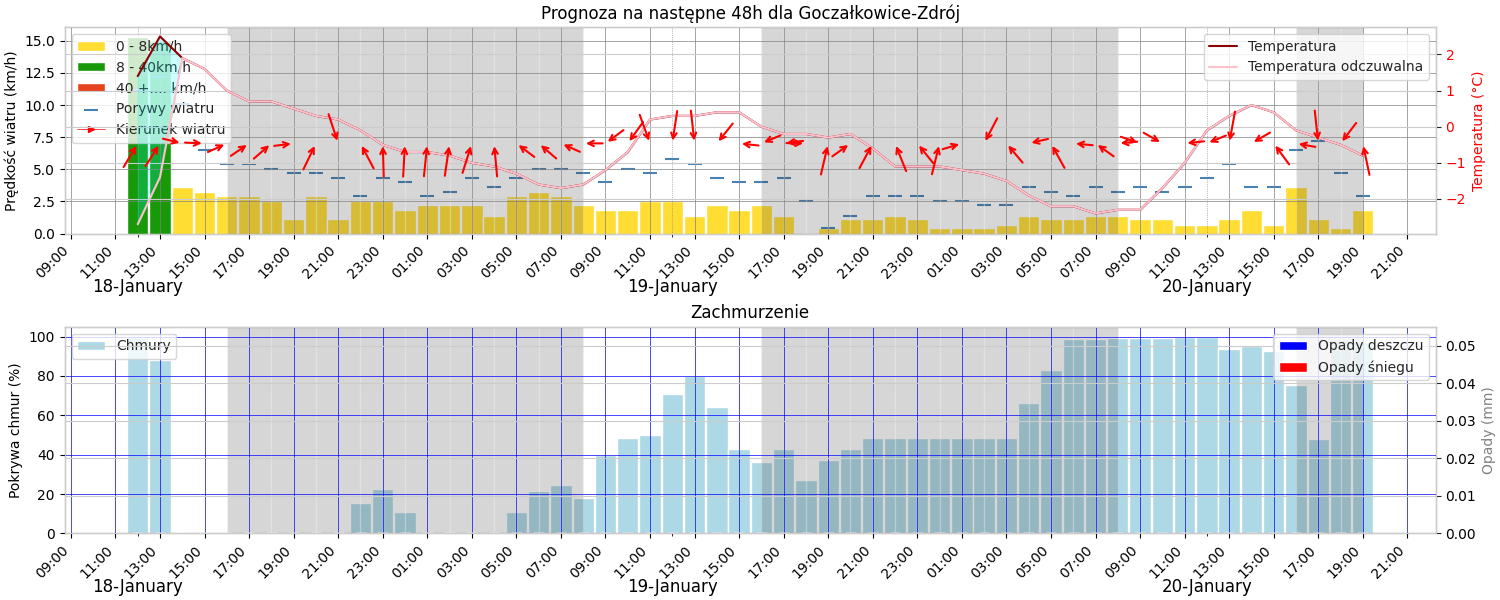 Prognoza na następne 48h dla Goczałkowice-Zdrój
Prędkość wiatru (km/h)
15.0
12.5
10.0
7.5
5.0
2.5
0.0
0 - 8km/h
8 - 40km/h
40 +... km/h
Porywy wiatru
Kierunek wiatru
Temperatura
Temperatura odczuwalna
2
1
0
−1
−2
Temperatura (°C)
09:00 11:00 13:00 15:00 17:00 19:00 21:00 23:00 01:00 03:00 05:00 07:00 09:00 11:00 13:00 15:00 17:00 19:00 21:00 23:00 01:00 03:00 05:00 07:00 09:00 11:00 13:00 15:00 17:00 19:00 21:00
18-January 19-January 20-January
Zachmurzenie
Pokrywa chmur (%)
100
80
60
40
20
0
Chmury
Opady deszczu
Opady śniegu
0.05
0.04
0.03
0.02
0.01
0.00
Opady (mm)
09:00 11:00 13:00 15:00 17:00 19:00 21:00 23:00 01:00 03:00 05:00 07:00 09:00 11:00 13:00 15:00 17:00 19:00 21:00 23:00 01:00 03:00 05:00 07:00 09:00 11:00 13:00 15:00 17:00 19:00 21:00
18-January 19-January 20-January